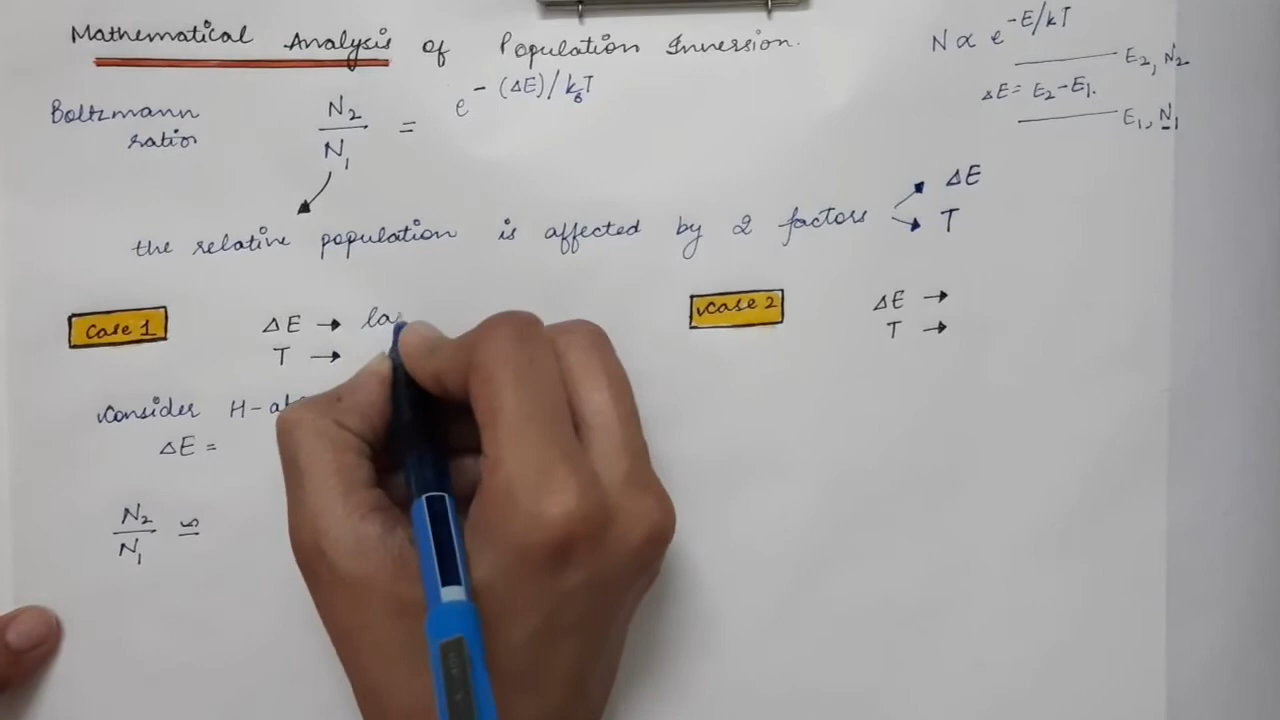 Mathematical Analysis of Population Inversion.
N ∝ e^{-E/kT}
E2, N2
ΔE = E2 - E1.
E1, N1
Boltzmann ratio
N2/N1 = e^{-(ΔE)/k_B T}
the relative population is affected by 2 factors
ΔE
T
Case 1
ΔE →
T →
Consider
ΔE =
N2/N1 ≌
Case 2
ΔE →
T →